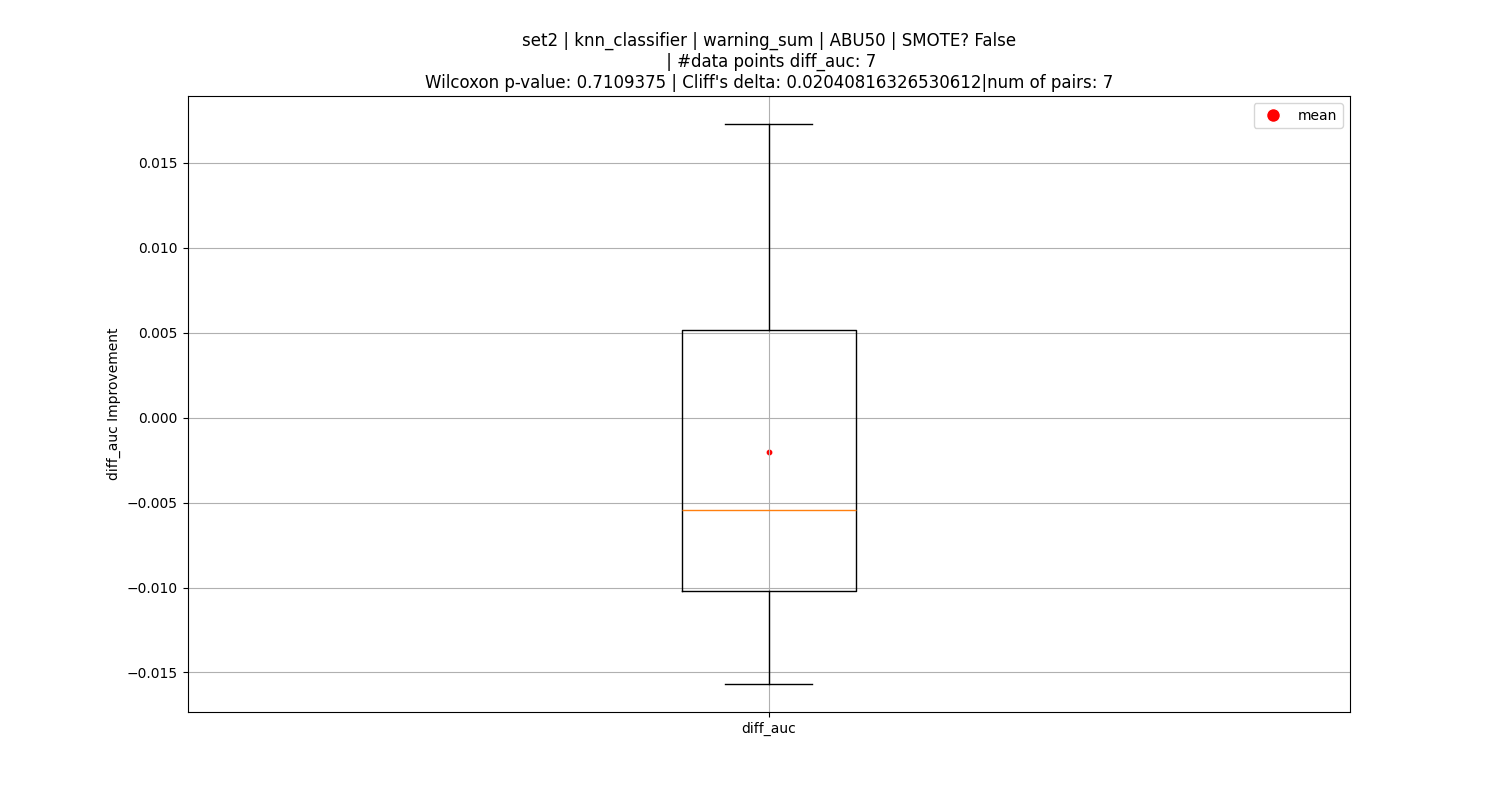 set2 | knn_classifier | warning_sum | ABU50 | SMOTE? False
| #data points diff_auc: 7
Wilcoxon p-value: 0.7109375 | Cliff's delta: 0.02040816326530612|num of pairs: 7
mean
0.015
0.010
0.005
0.000
−0.005
−0.010
−0.015
diff_auc Improvement
diff_auc